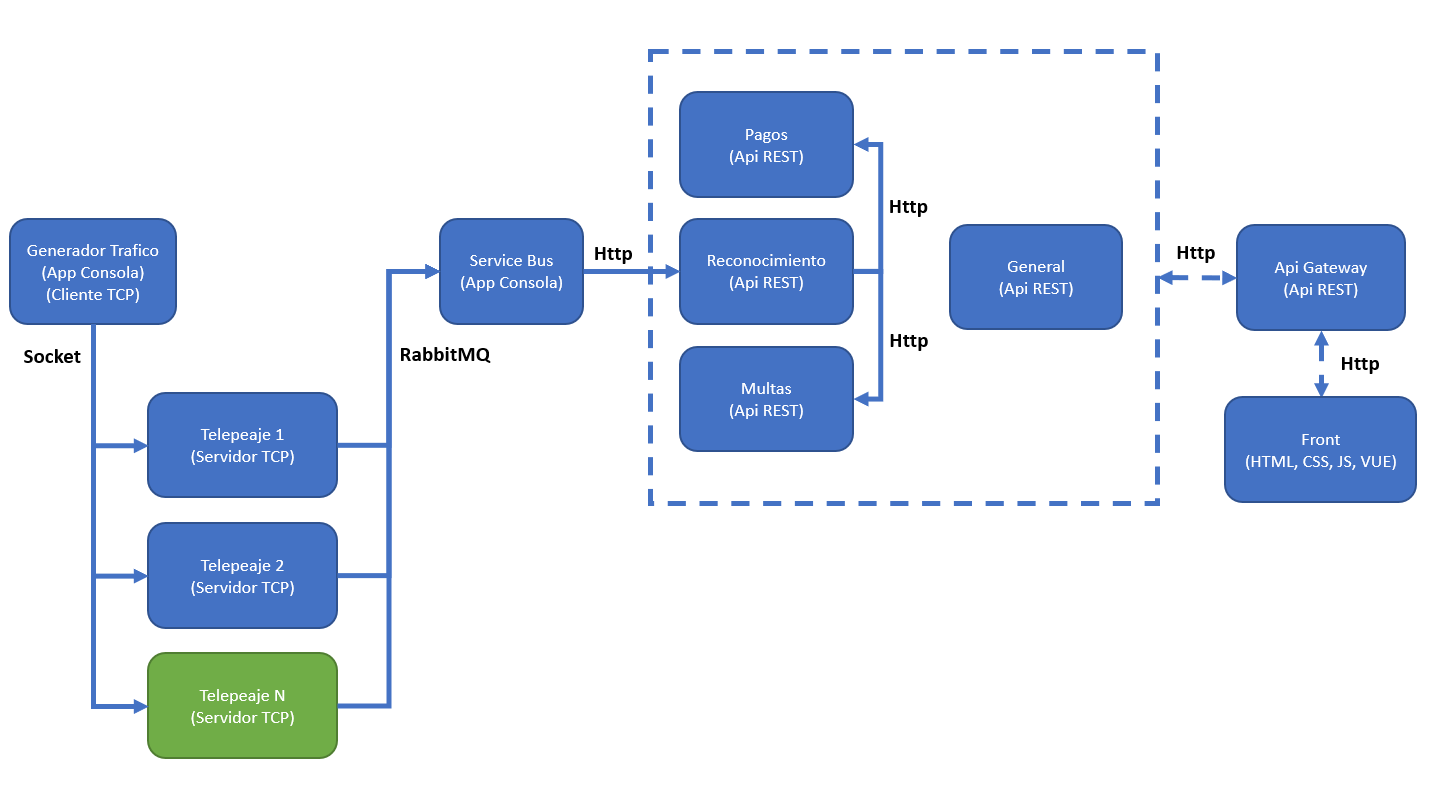 Pagos
(Api REST)
Http
Generador Trafico
(App Consola)
(Cliente TCP)
Service Bus
(App Consola)
Http
Reconocimiento
(Api REST)
General
(Api REST)
Http
Api Gateway
(Api REST)
Socket
RabbitMQ
Http
Http
Multas
(Api REST)
Telepeaje 1
(Servidor TCP)
Front
(HTML, CSS, JS, VUE)
Telepeaje 2
(Servidor TCP)
Telepeaje N
(Servidor TCP)